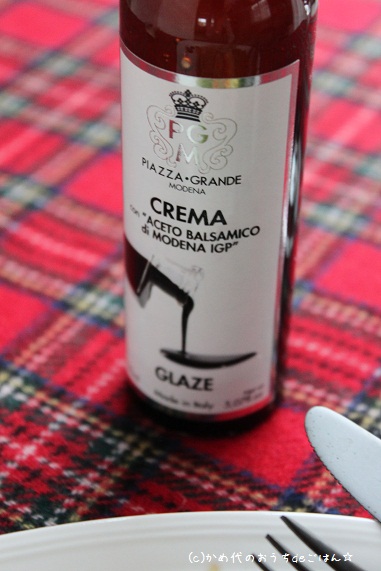 PG
M
PIAZZA•GRANDE
MODENA
CREMA
con "ACETO BALSAMICO
di MODENA IGP"
GLAZE
Made in Italy
(c)かめ代のおうちdeごはん☆